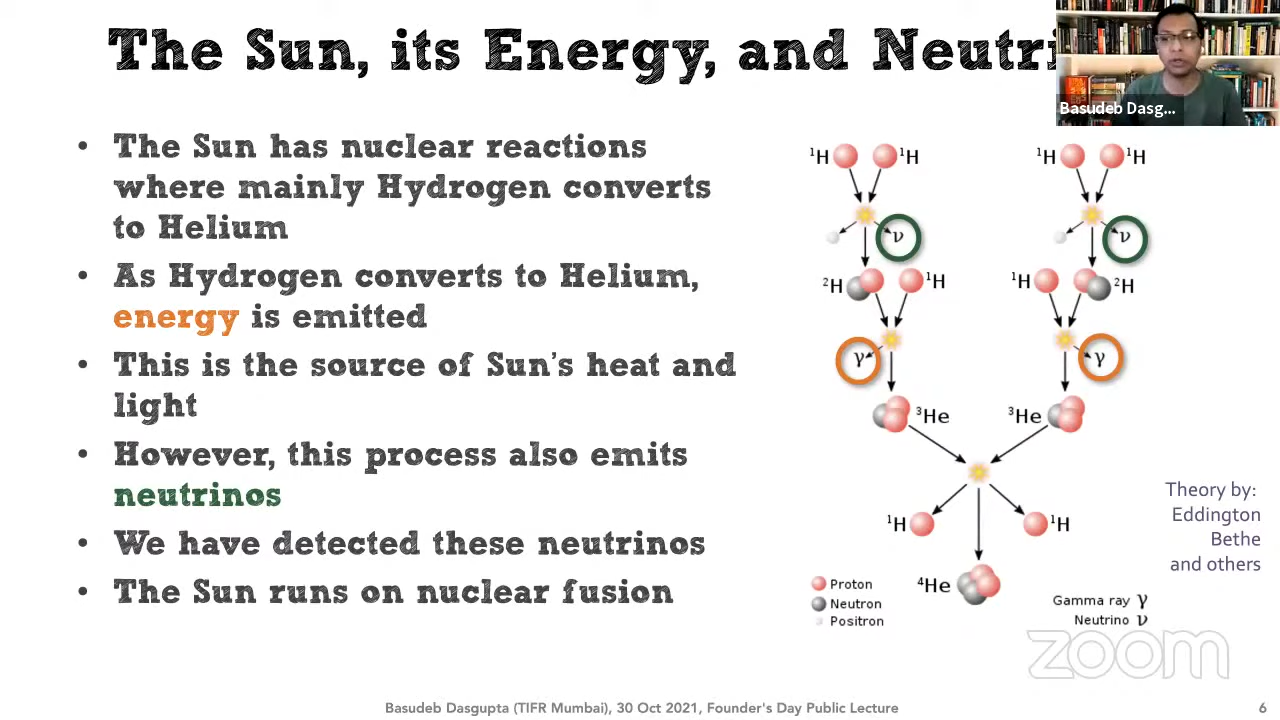 The Sun, its Energy, and Neutri
Basudeb Dasg...
• The Sun has nuclear reactions
where mainly Hydrogen converts
to Helium
• As Hydrogen converts to Helium,
energy is emitted
• This is the source of Sun's heat and
light
• However, this process also emits
neutrinos
• We have detected these neutrinos
• The Sun runs on nuclear fusion
¹H ¹H ¹H ¹H
ν ν
²H ¹H ¹H ²H
γ γ
³He ³He
¹H ¹H
⁴He
Proton
Neutron
Positron
Gamma ray γ
Neutrino ν
Theory by:
Eddington
Bethe
and others
zoom
Basudeb Dasgupta (TIFR Mumbai), 30 Oct 2021, Founder's Day Public Lecture
6